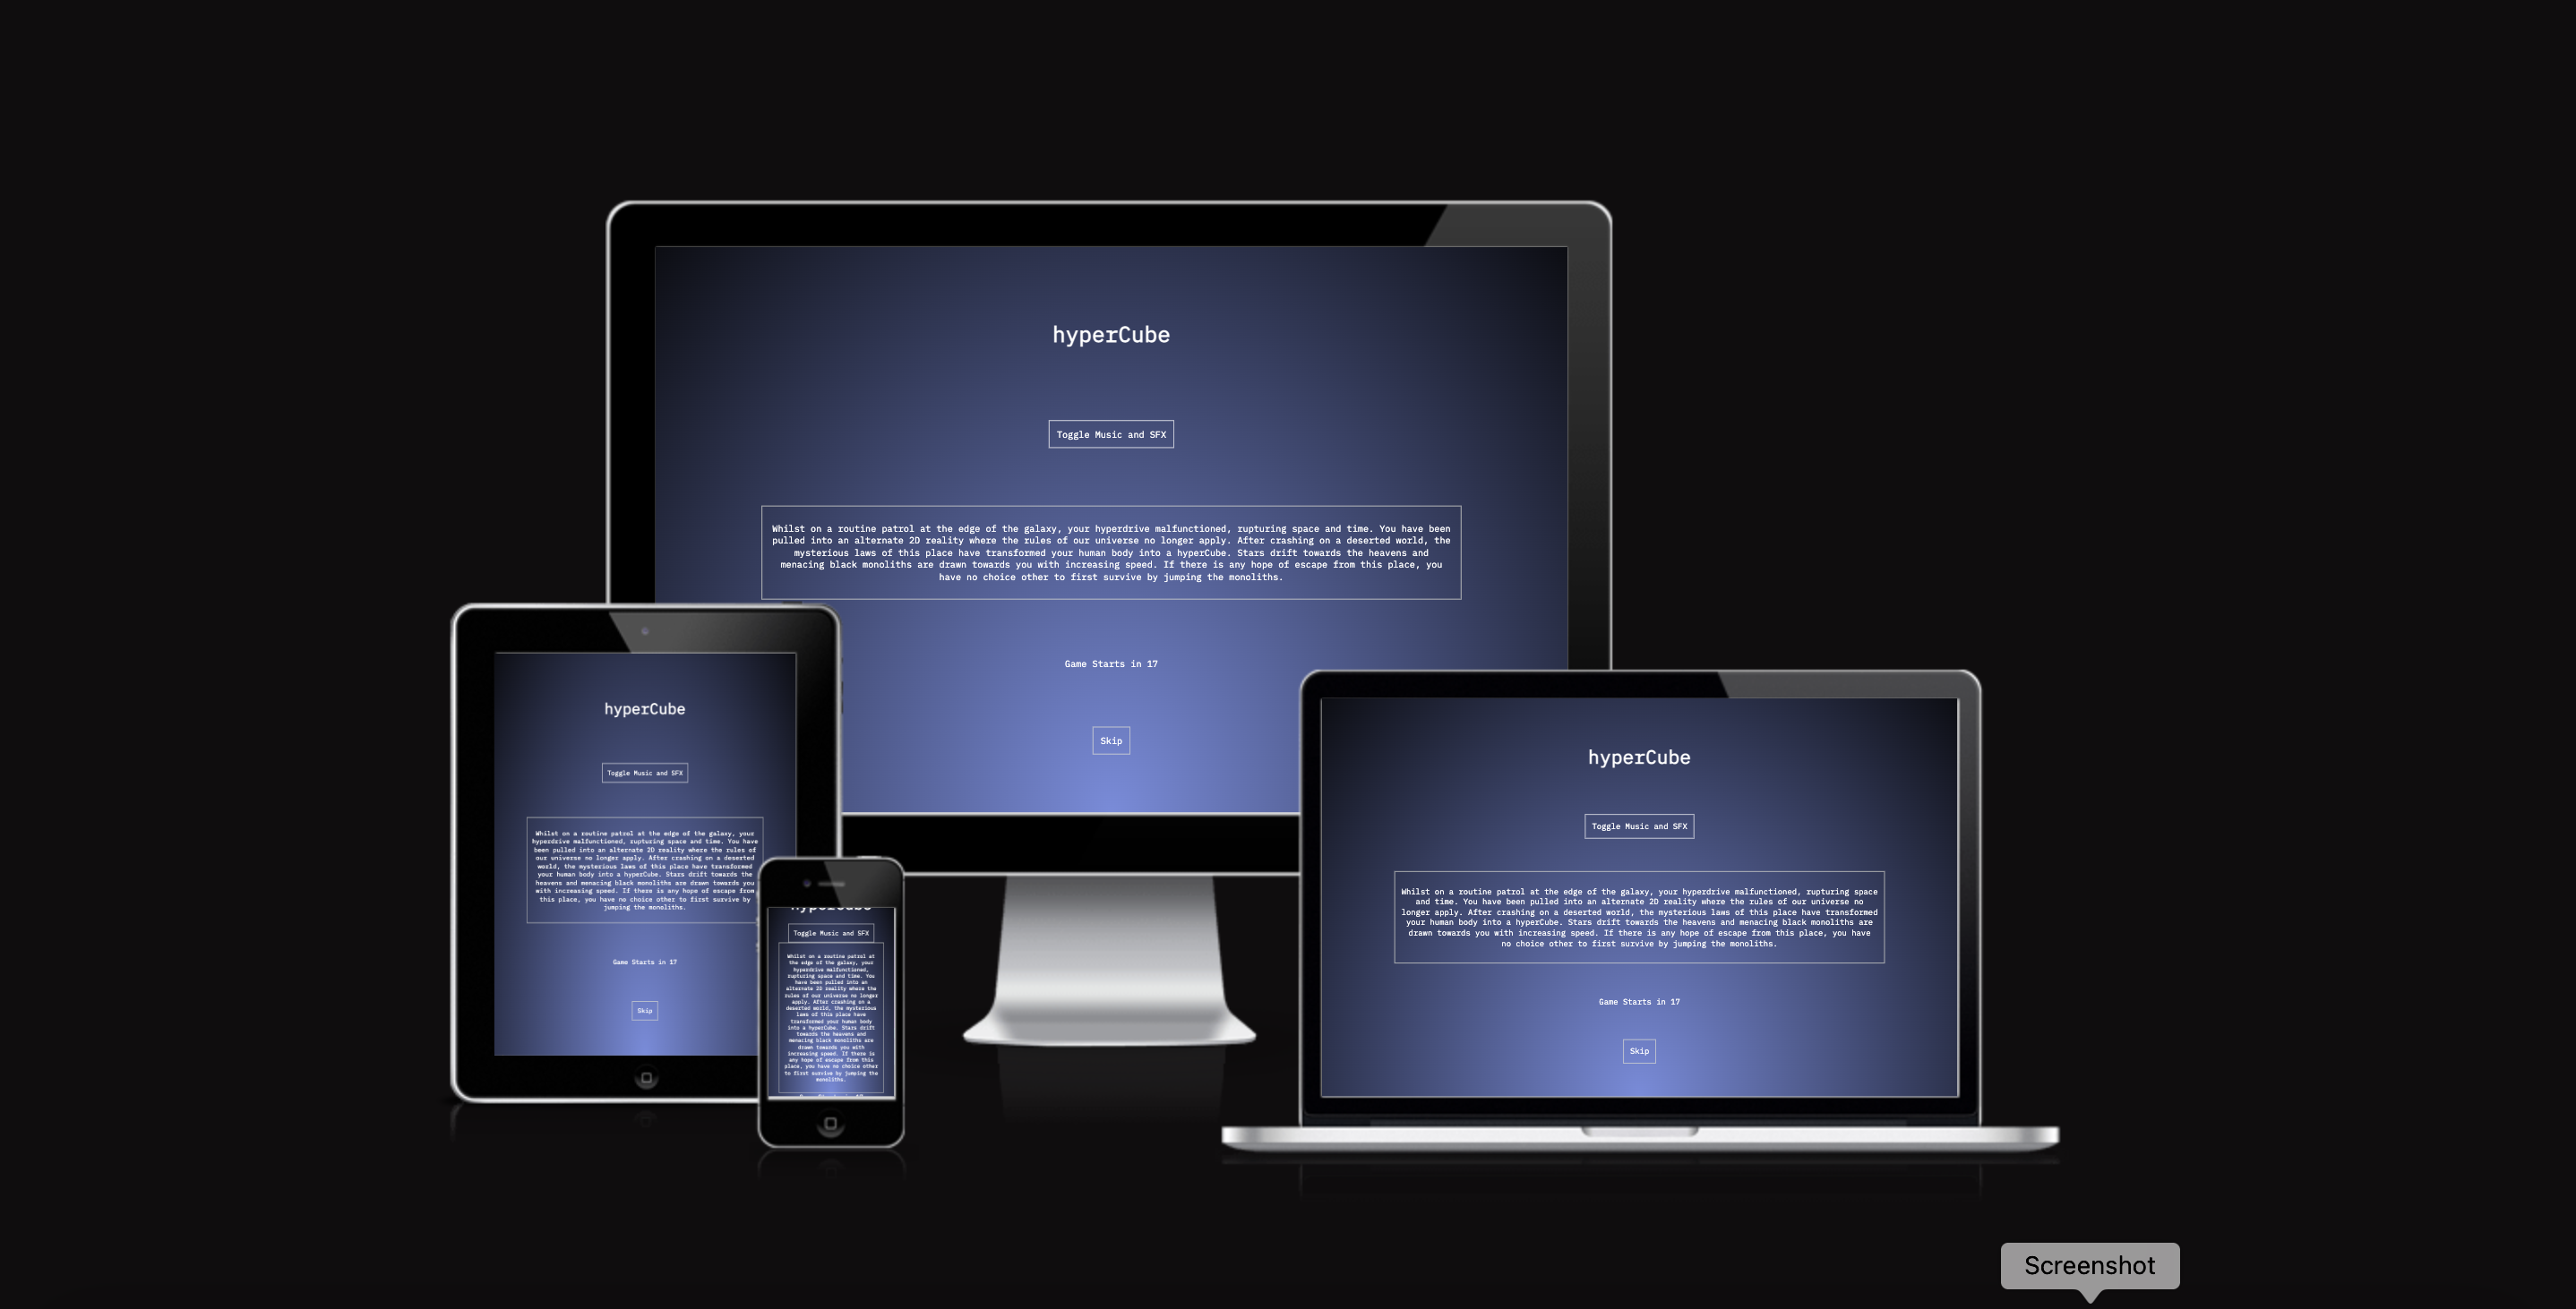 hyperCube
Toggle Music and SFX
Whilst on a routine patrol at the edge of the galaxy, your hyperdrive malfunctioned, rupturing space and time. You have been
pulled into an alternate 2D reality where the rules of our universe no longer apply. After crashing on a deserted world, the
mysterious laws of this place have transformed your human body into a hyperCube. Stars drift towards the heavens and
menacing black monoliths are drawn towards you with increasing speed. If there is any hope of escape from this place, you
have no choice other to first survive by jumping the monoliths.
Game Starts in 17
Skip
hyperCube
Toggle Music and SFX
Whilst on a routine patrol at the edge of the galaxy, your
hyperdrive malfunctioned, rupturing space and time. You have
been pulled into an alternate 2D reality where the rules of
our universe no longer apply. After crashing on a deserted
world, the mysterious laws of this place have transformed
your human body into a hyperCube. Stars drift towards the
heavens and menacing black monoliths are drawn towards you
with increasing speed. If there is any hope of escape from
this place, you have no choice other to first survive by
jumping the monoliths.
Game Starts in 17
Skip
hyperCube
Toggle Music and SFX
Whilst on a routine patrol at
the edge of the galaxy, your
hyperdrive malfunctioned,
rupturing space and time. You
have been pulled into an
alternate 2D reality where the
rules of our universe no longer
apply. After crashing on a
deserted world, the mysterious
laws of this place have
transformed your human body
into a hyperCube. Stars drift
towards the heavens and
menacing black monoliths are
drawn towards you with
increasing speed. If there is
any hope of escape from this
place, you have no choice other
to first survive by jumping the
monoliths.
hyperCube
Toggle Music and SFX
Whilst on a routine patrol at the edge of the galaxy, your hyperdrive malfunctioned, rupturing space
and time. You have been pulled into an alternate 2D reality where the rules of our universe no
longer apply. After crashing on a deserted world, the mysterious laws of this place have transformed
your human body into a hyperCube. Stars drift towards the heavens and menacing black monoliths are
drawn towards you with increasing speed. If there is any hope of escape from this place, you have
no choice other to first survive by jumping the monoliths.
Game Starts in 17
Skip
Screenshot